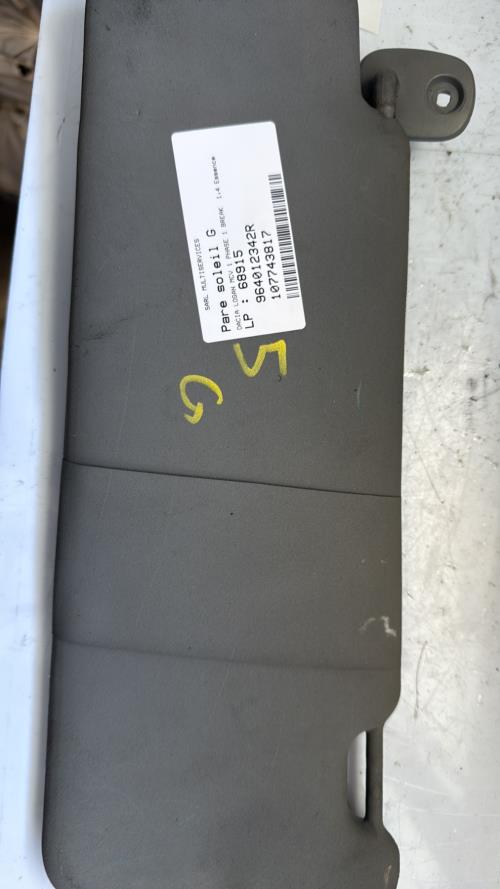 SARL MULTISERVICES
Pare soleil G
DACIA LOGAN MCV 1 PHASE 1 BREAK 1.4 Essence
LP : 68915
964012342R
107743817
5
G